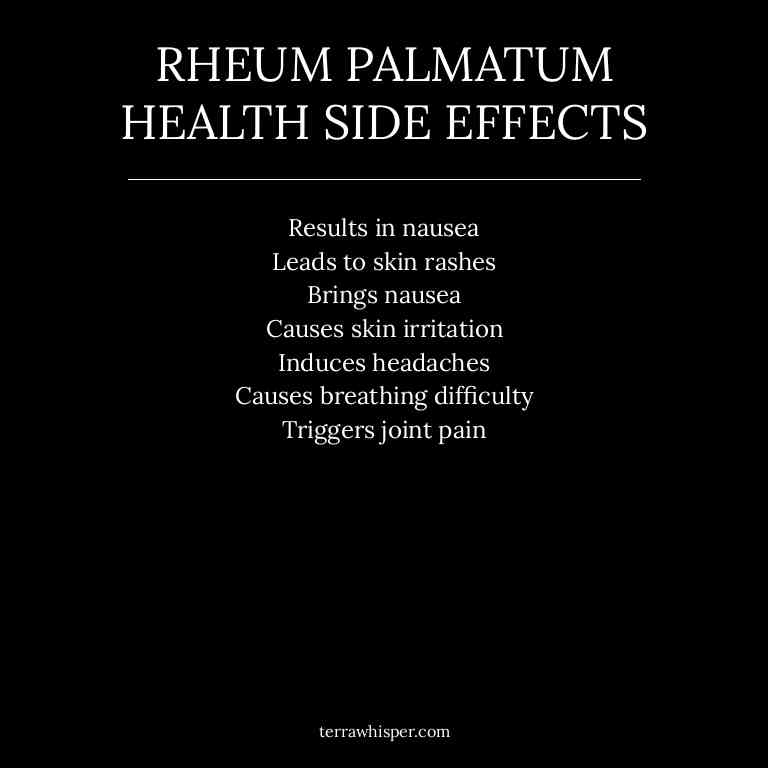 RHEUM PALMATUM
HEALTH SIDE EFFECTS
Results in nausea
Leads to skin rashes
Brings nausea
Causes skin irritation
Induces headaches
Causes breathing difficulty
Triggers joint pain
terrawhisper.com